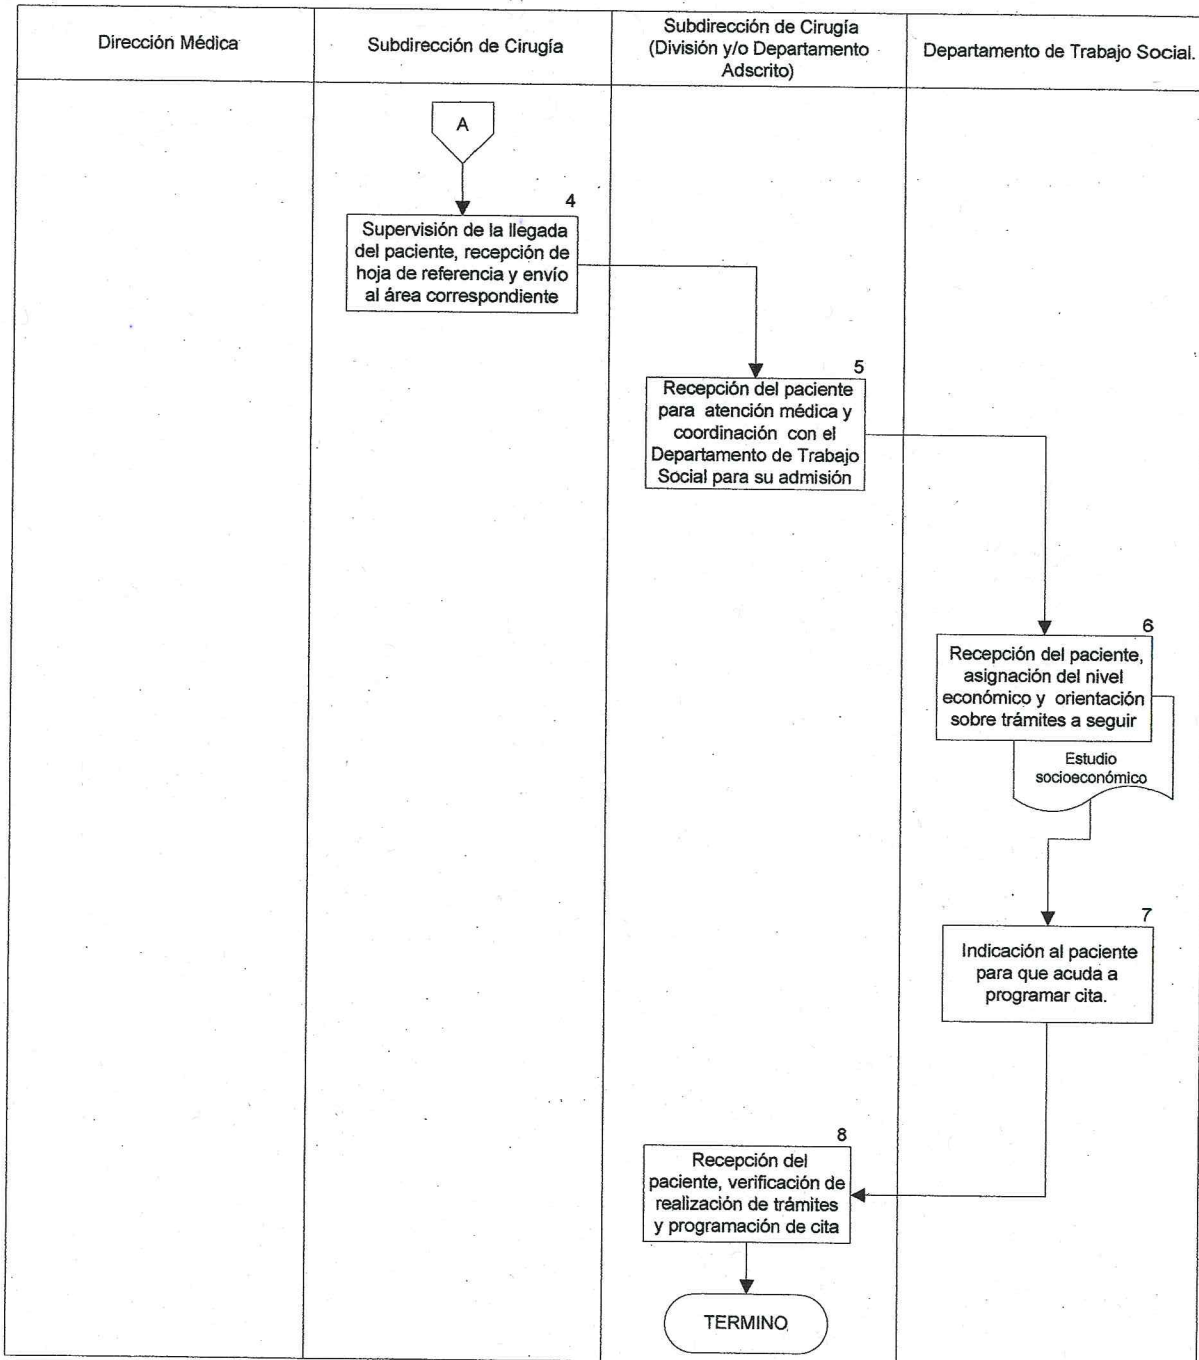 Dirección Médica
Subdirección de Cirugía
Subdirección de Cirugía
(División y/o Departamento
Adscrito)
Departamento de Trabajo Social.
A
4
Supervisión de la llegada
del paciente, recepción de
hoja de referencia y envío
al área correspondiente
5
Recepción del paciente
para atención médica y
coordinación con el
Departamento de Trabajo
Social para su admisión
6
Recepción del paciente,
asignación del nivel
económico y orientación
sobre trámites a seguir
Estudio
socioeconómico
7
Indicación al paciente
para que acuda a
programar cita.
8
Recepción del
paciente, verificación de
realización de trámites
y programación de cita
TERMINO